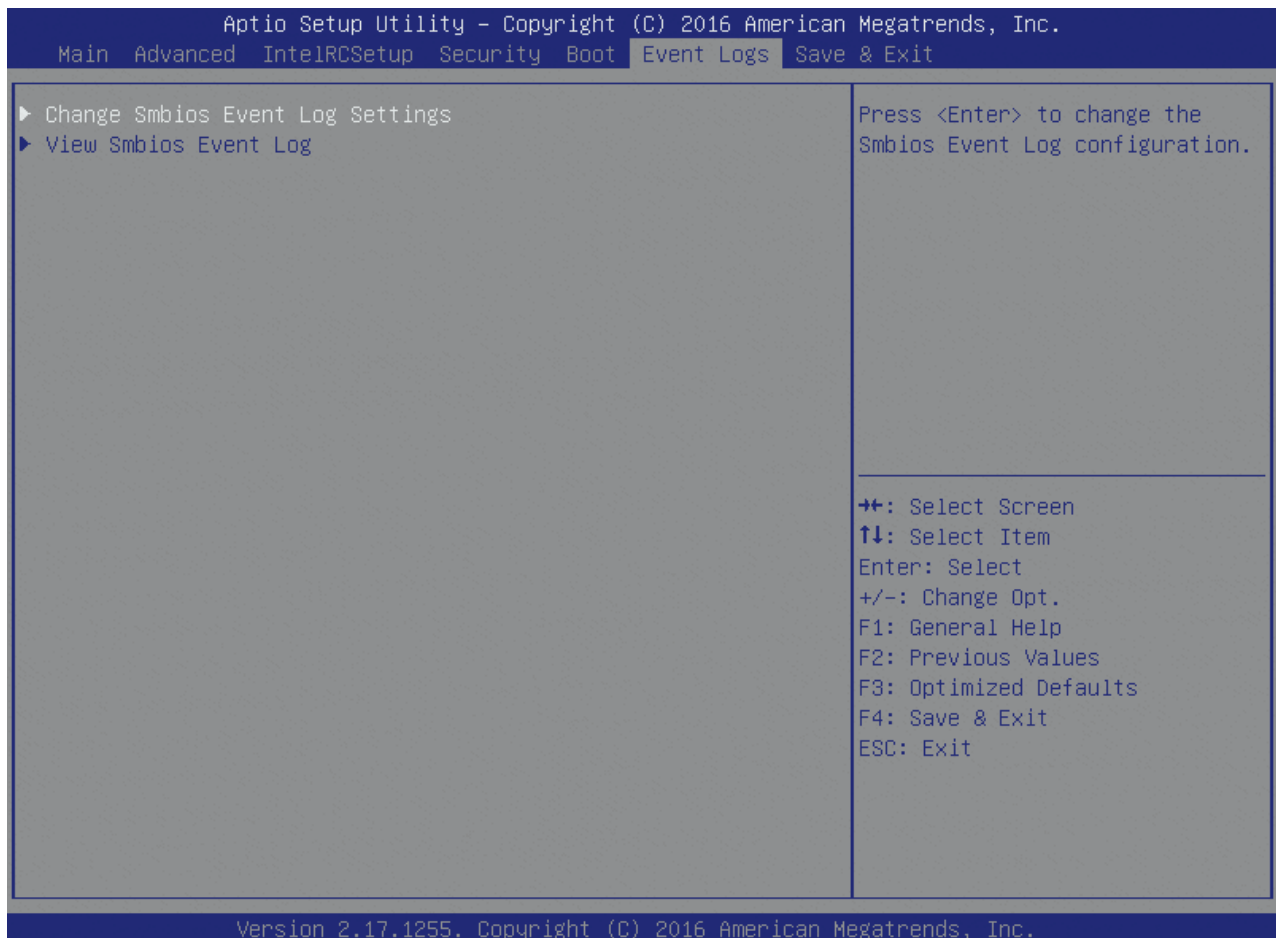 Aptio Setup Utility – Copyright (C) 2016 American Megatrends, Inc.
Main Advanced IntelRCSetup Security Boot Event Logs Save & Exit
▶ Change Smbios Event Log Settings
▶ View Smbios Event Log
Press <Enter> to change the
Smbios Event Log configuration.
→←: Select Screen
↑↓: Select Item
Enter: Select
+/-: Change Opt.
F1: General Help
F2: Previous Values
F3: Optimized Defaults
F4: Save & Exit
ESC: Exit
Version 2.17.1255. Copyright (C) 2016 American Megatrends, Inc.